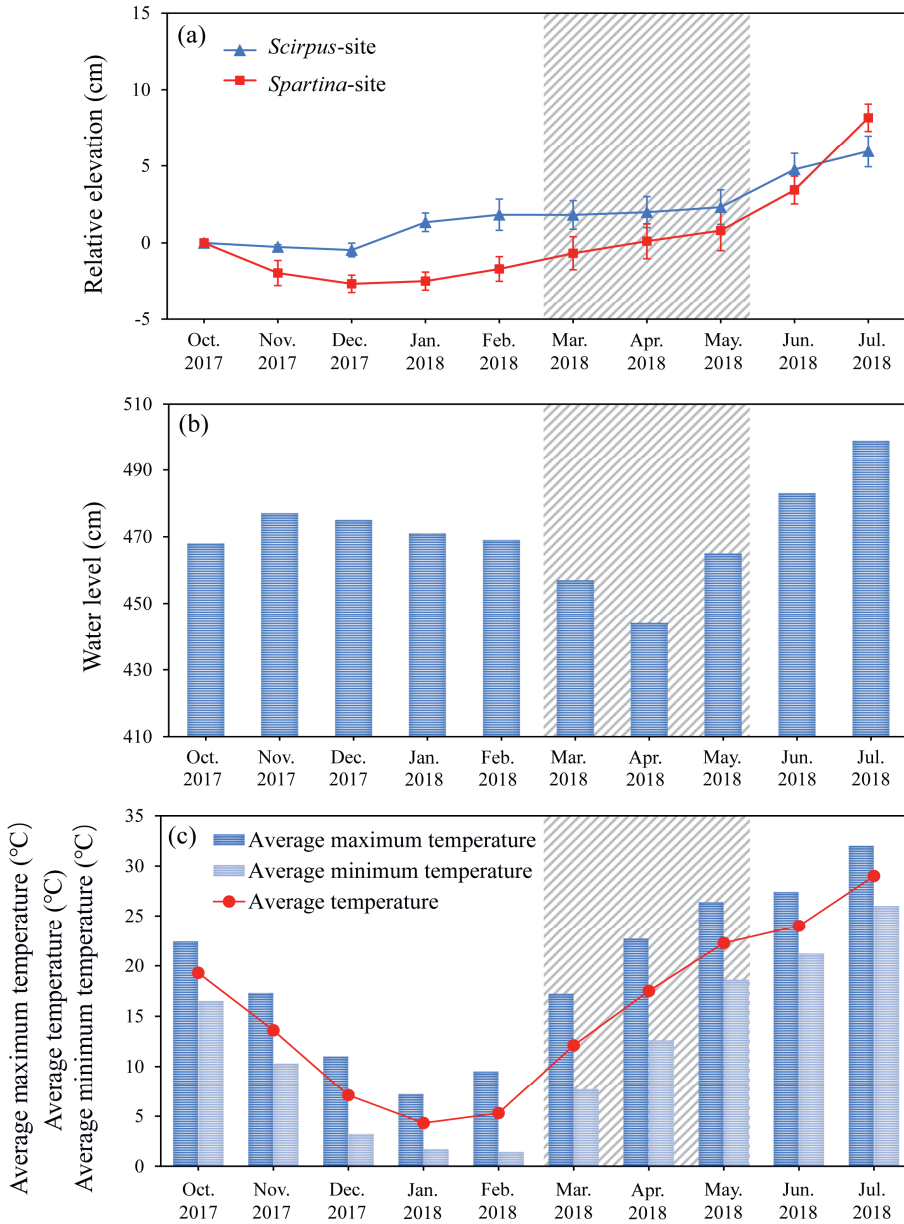 (a)
Scirpus-site
Spartina-site
Relative elevation (cm)
15
10
5
0
-5
Oct. Nov. Dec. Jan. Feb. Mar. Apr. May. Jun. Jul.
2017 2017 2017 2018 2018 2018 2018 2018 2018 2018
(b)
Water level (cm)
510
490
470
450
430
410
Oct. Nov. Dec. Jan. Feb. Mar. Apr. May. Jun. Jul.
2017 2017 2017 2018 2018 2018 2018 2018 2018 2018
(c)
Average maximum temperature
Average minimum temperature
Average temperature
Average maximum temperature (°C)
Average temperature (°C)
Average minimum temperature (°C)
35
30
25
20
15
10
5
0
Oct. Nov. Dec. Jan. Feb. Mar. Apr. May. Jun. Jul.
2017 2017 2017 2018 2018 2018 2018 2018 2018 2018